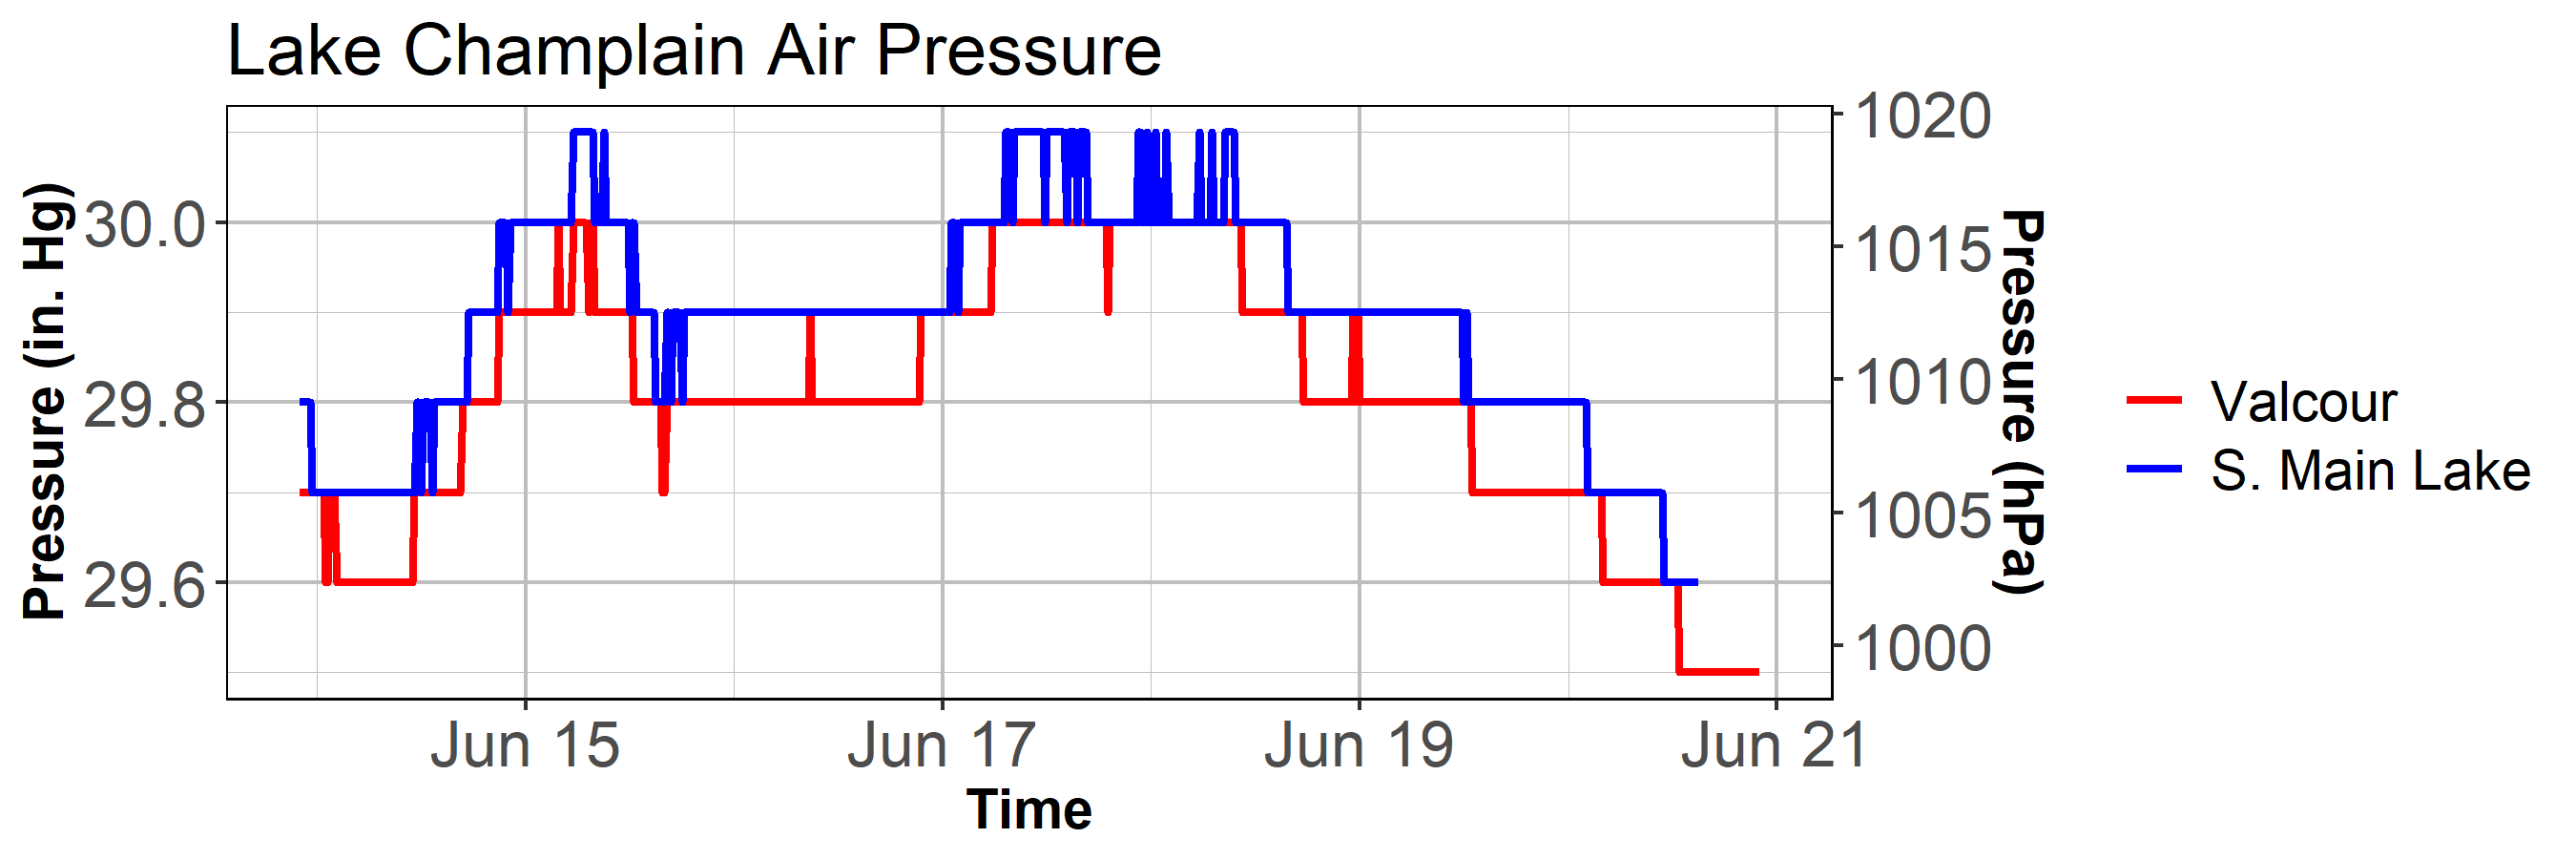 Lake Champlain Air Pressure
Pressure (in. Hg)
30.0
29.8
29.6
1020
1015
1010
1005
1000
Pressure (hPa)
Jun 15
Jun 17
Jun 19
Jun 21
Time
Valcour
S. Main Lake